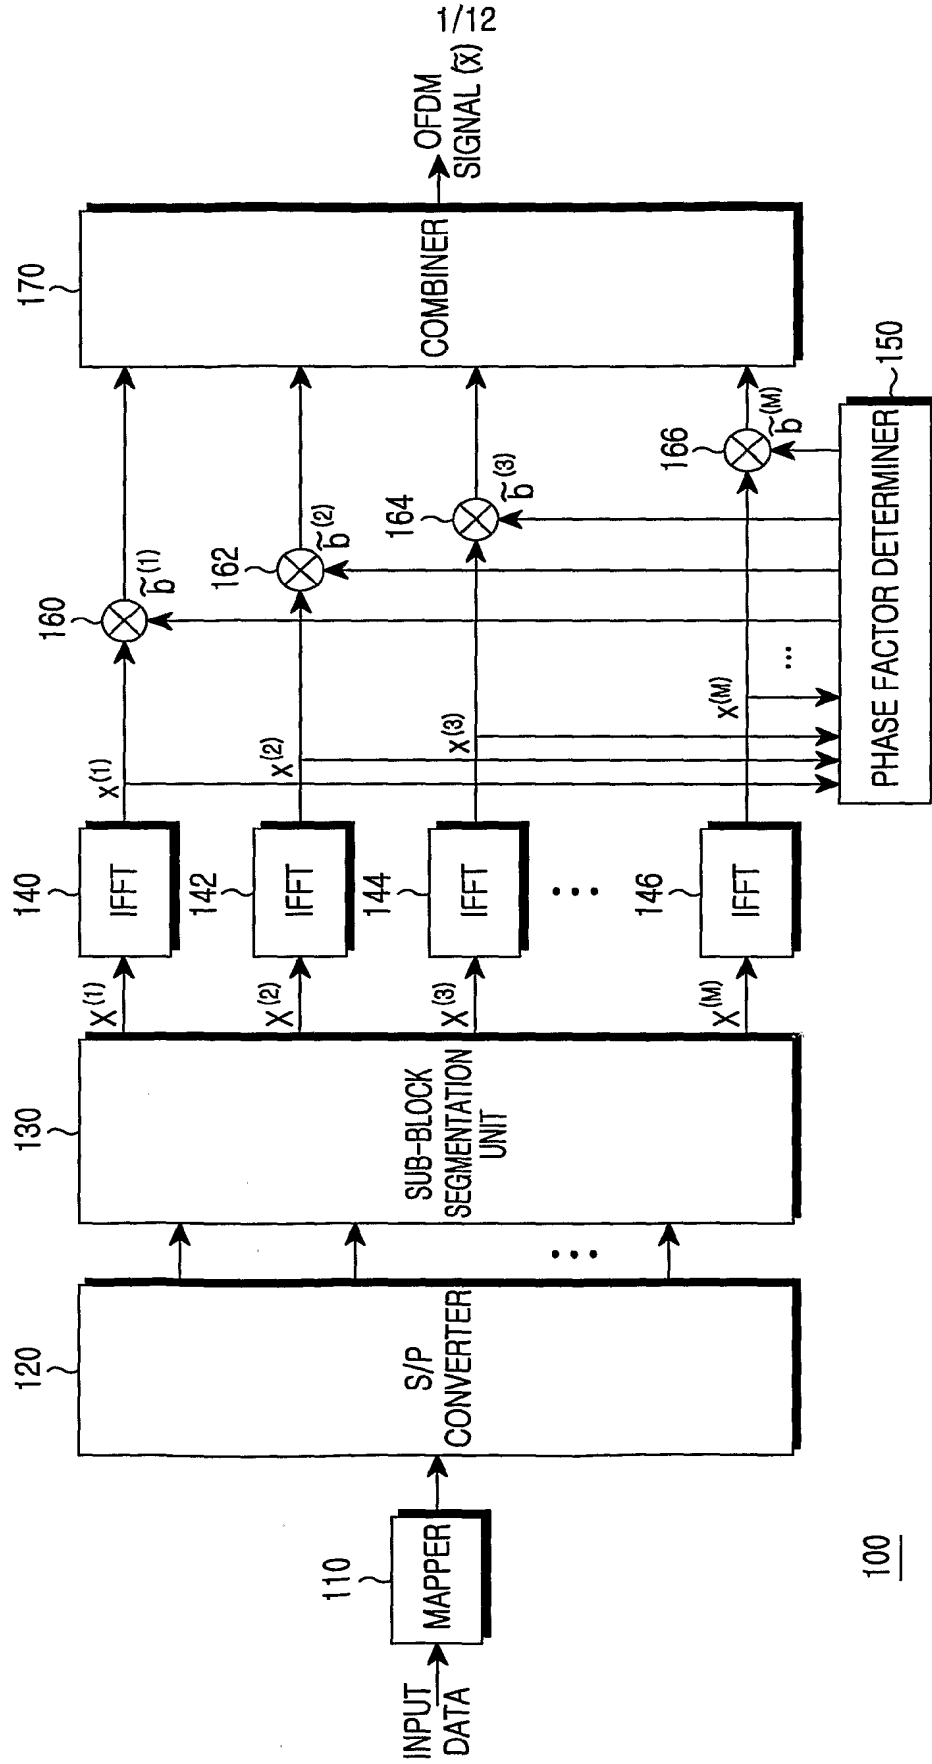 1/12
INPUT
DATA
110
MAPPER
120
S/P
CONVERTER
...
130
SUB-BLOCK
SEGMENTATION
UNIT
X^(1)
X^(2)
X^(3)
X^(M)
140
IFFT
142
IFFT
144
IFFT
...
146
IFFT
x^(1)
x^(2)
x^(3)
x^(M)
...
160
b̃^(1)
162
b̃^(2)
164
b̃^(3)
166
b̃^(M)
150
PHASE FACTOR DETERMINER
170
COMBINER
OFDM
SIGNAL (x̃)
100